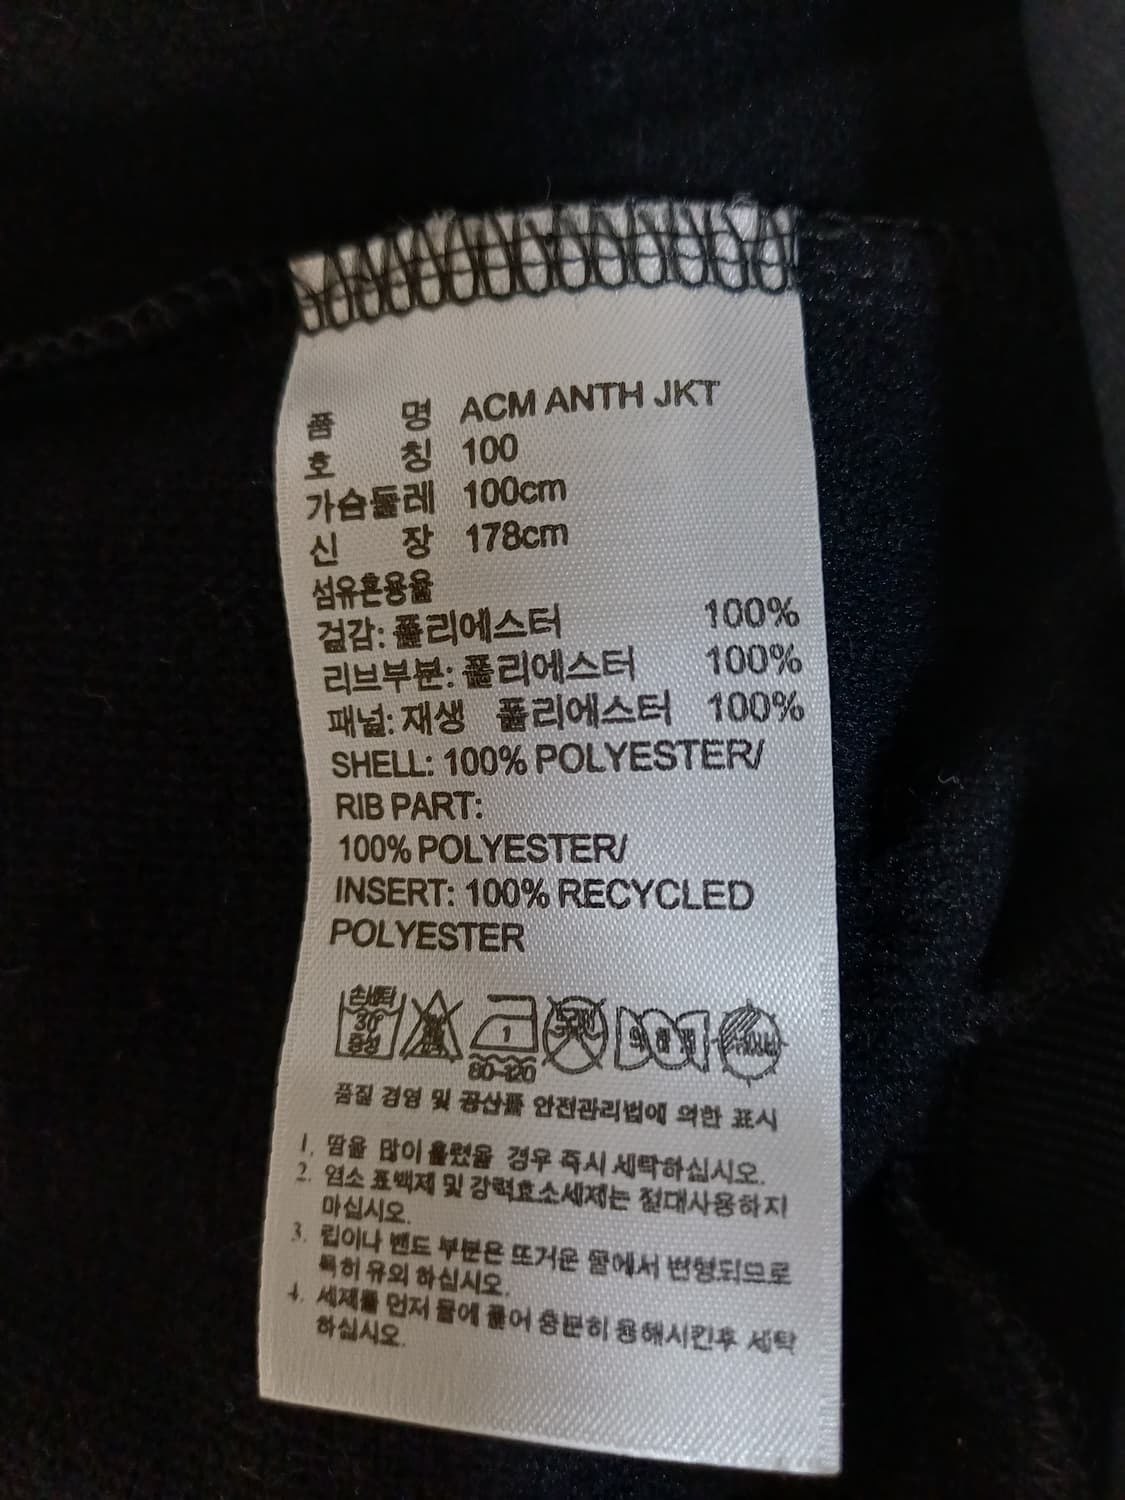 품 명 ACM ANTH JKT
호 칭 100
가슴둘레 100cm
신 장 178cm
섬유혼용율
겉감: 폴리에스터 100%
리브부분: 폴리에스터 100%
패널: 재생 폴리에스터 100%
SHELL: 100% POLYESTER/
RIB PART:
100% POLYESTER/
INSERT: 100% RECYCLED
POLYESTER
손세탁
30°
중성
1
80-120
품질 경영 및 공산품 안전관리법에 의한 표시
1. 땀을 많이 흘렸을 경우 즉시 세탁하십시오.
2. 염소 표백제 및 강력효소세제는 절대사용하지
마십시오.
3. 립이나 밴드 부분은 뜨거운 물에서 변형되므로
특히 유의 하십시오.
4. 세제를 먼저 물에 풀어 충분히 용해시킨후 세탁
하십시오.